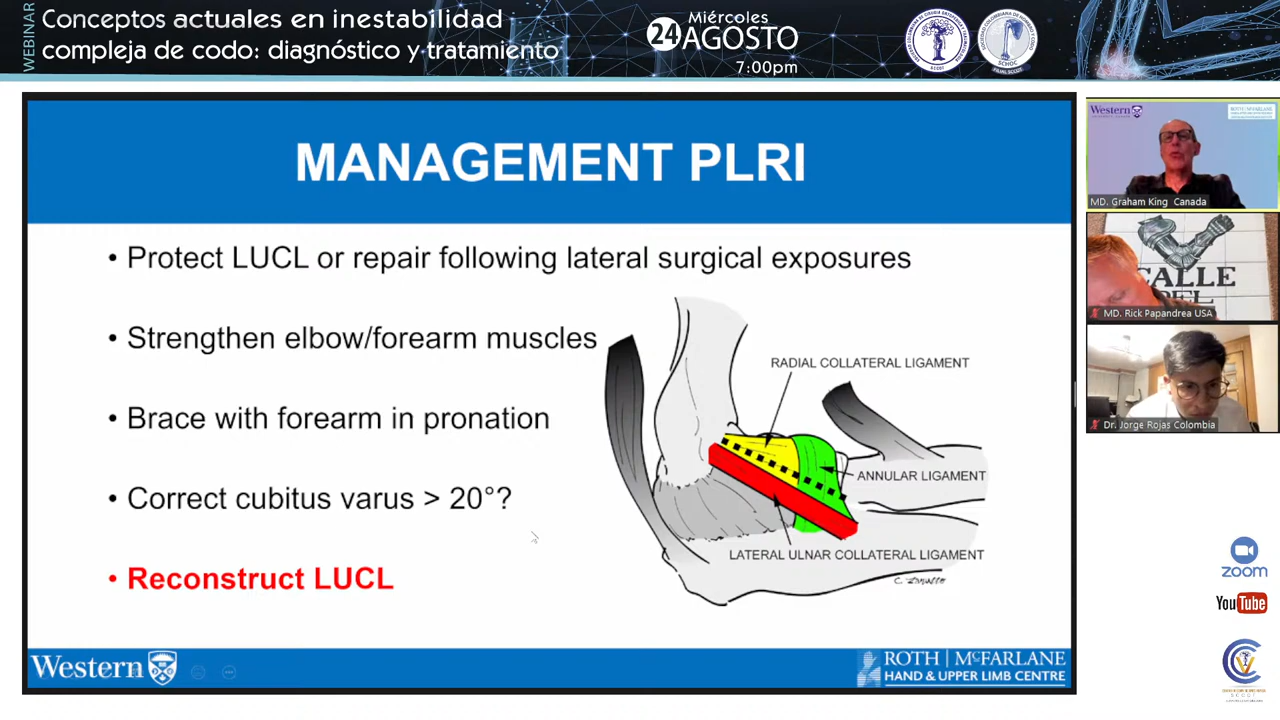 WEBINAR
Conceptos actuales en inestabilidad
compleja de codo: diagnóstico y tratamiento
Miércoles
24 AGOSTO
7:00pm
MANAGEMENT PLRI
• Protect LUCL or repair following lateral surgical exposures
• Strengthen elbow/forearm muscles
• Brace with forearm in pronation
• Correct cubitus varus > 20°?
• Reconstruct LUCL
RADIAL COLLATERAL LIGAMENT
ANNULAR LIGAMENT
LATERAL ULNAR COLLATERAL LIGAMENT
Western
ROTH | MCFARLANE
HAND & UPPER LIMB CENTRE
Western
MD. Graham King Canada
CALLE
MD. Rick Papandrea USA
Dr. Jorge Rojas Colombia
zoom
YouTube